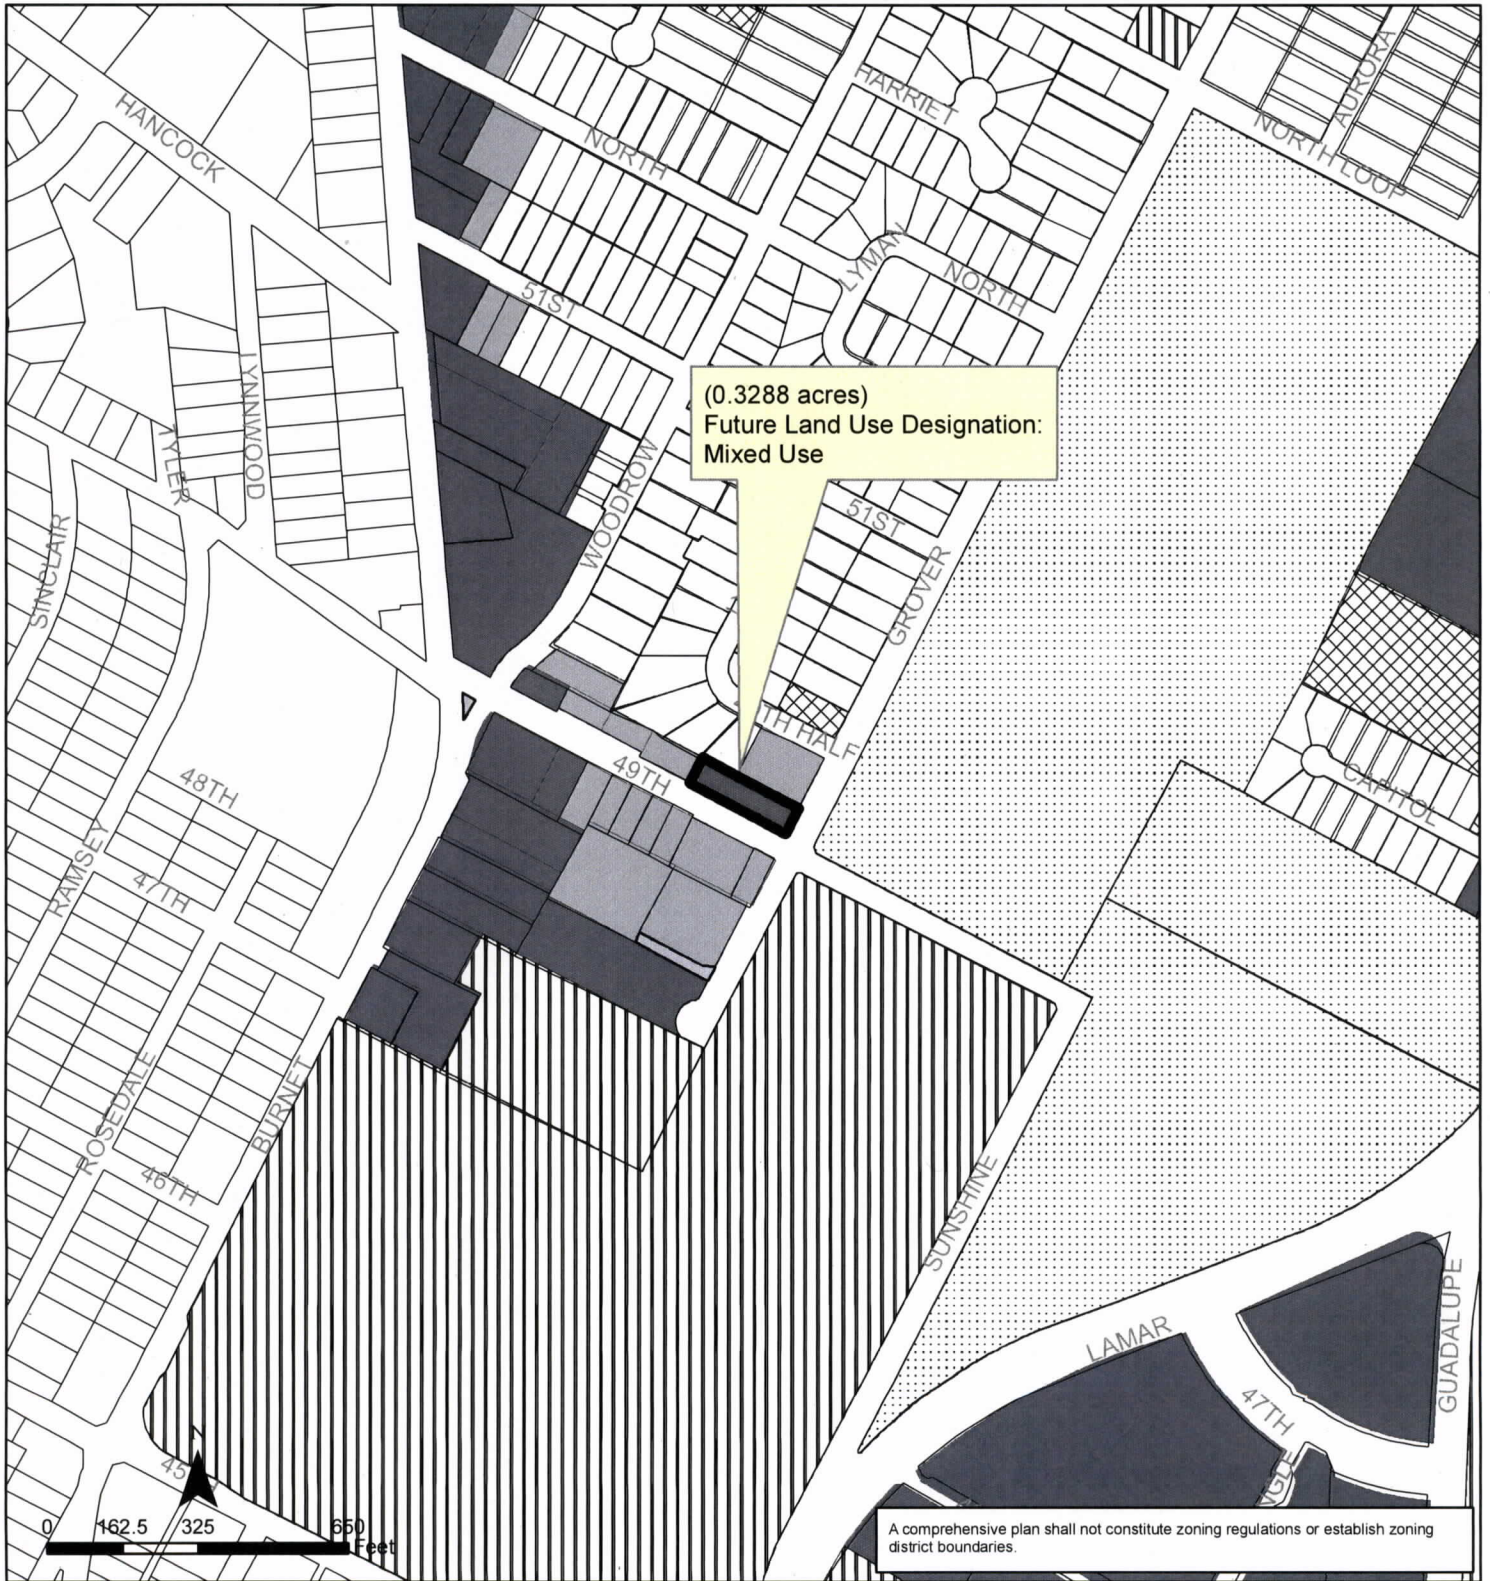 HANCOCK
NORTH
HARRIET
AURORA
NORTH LOOP
LYMAN
NORTH
51ST
LYNNWOOD
TYLER
SINCLAIR
WOODROW
(0.3288 acres)
Future Land Use Designation:
Mixed Use
51ST
GROVER
TH HALF
49TH
48TH
CAPITOL
RAMSEY
47TH
ROSEDALE
BURNET
46TH
SUNSHINE
LAMAR
GUADALUPE
47TH
0 162.5 325 650
Feet
A comprehensive plan shall not constitute zoning regulations or establish zoning
district boundaries.